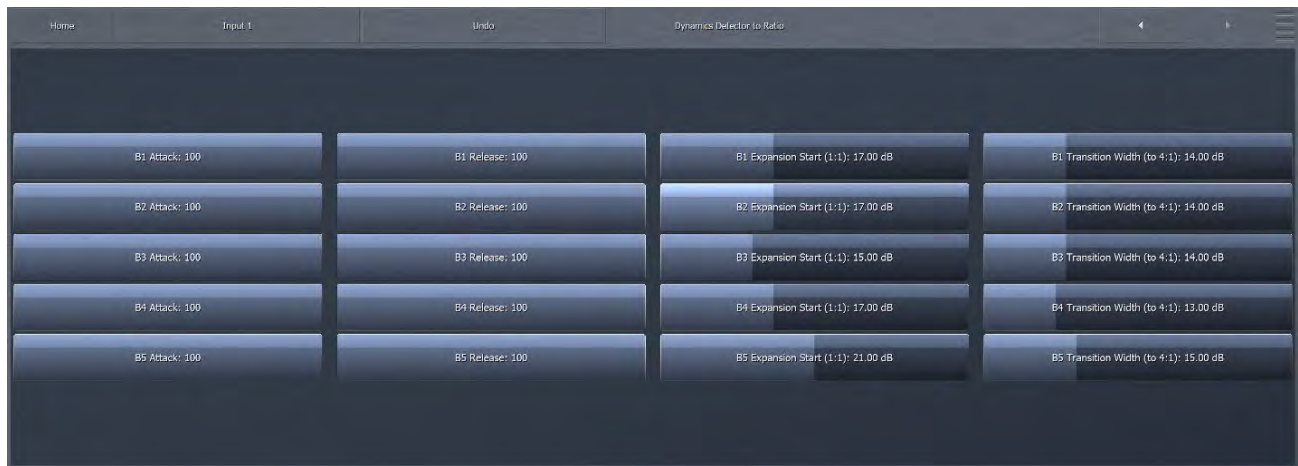 Home Input 1 Undo Dynamics Detector to Ratio
B1 Attack: 100 B1 Release: 100 B1 Expansion Start (1:1): 17.00 dB B1 Transition Width (to 4:1): 14.00 dB
B2 Attack: 100 B2 Release: 100 B2 Expansion Start (1:1): 17.00 dB B2 Transition Width (to 4:1): 14.00 dB
B3 Attack: 100 B3 Release: 100 B3 Expansion Start (1:1): 15.00 dB B3 Transition Width (to 4:1): 14.00 dB
B4 Attack: 100 B4 Release: 100 B4 Expansion Start (1:1): 17.00 dB B4 Transition Width (to 4:1): 13.00 dB
B5 Attack: 100 B5 Release: 100 B5 Expansion Start (1:1): 21.00 dB B5 Transition Width (to 4:1): 15.00 dB